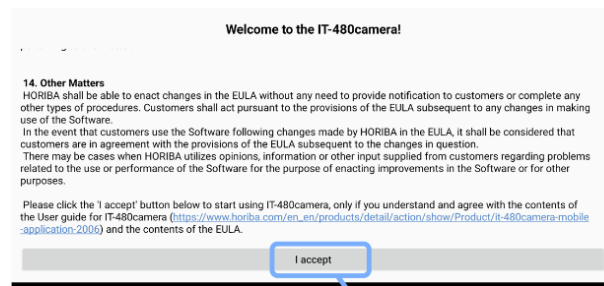 Welcome to the IT-480camera!
14. Other Matters
HORIBA shall be able to enact changes in the EULA without any need to provide notification to customers or complete any
other types of procedures. Customers shall act pursuant to the provisions of the EULA subsequent to any changes in making
use of the Software.
In the event that customers use the Software following changes made by HORIBA in the EULA, it shall be considered that
customers are in agreement with the provisions of the EULA subsequent to the changes in question.
There may be cases when HORIBA utilizes opinions, information or other input supplied from customers regarding problems
related to the use or performance of the Software for the purpose of enacting improvements in the Software or for other
purposes.
Please click the 'I accept' button below to start using IT-480camera, only if you understand and agree with the contents of
the User guide for IT-480camera (https://www.horiba.com/en_en/products/detail/action/show/Product/it-480camera-mobile
-application-2006) and the contents of the EULA.
I accept